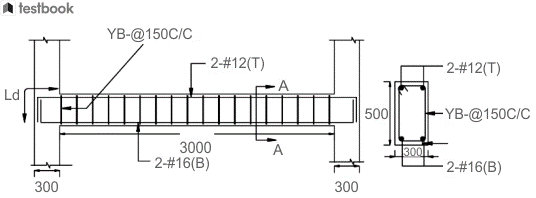 testbook
YB-@150C/C
2-#12(T)
A
Ld
3000
A
2-#16(B)
300
300
2-#12(T)
500
YB-@150C/C
300
2-#16(B)